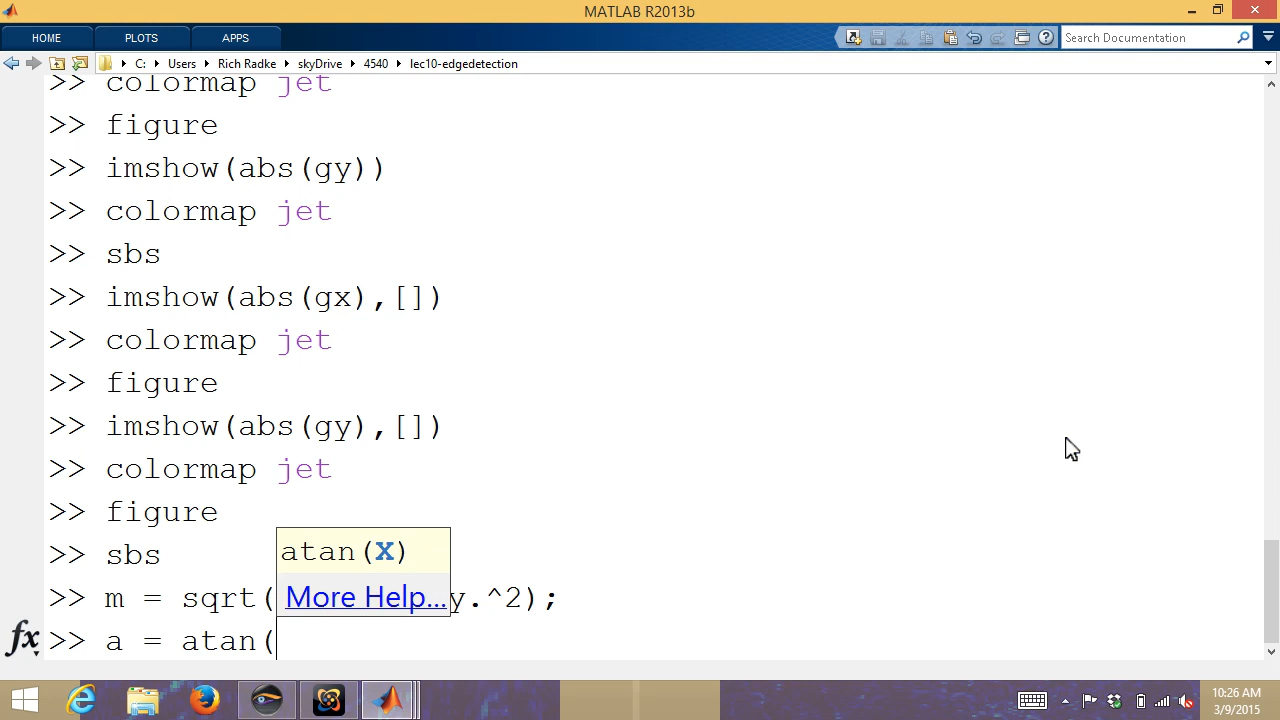 MATLAB R2013b
HOME PLOTS APPS Search Documentation
C: Users Rich Radke skyDrive 4540 lec10-edgedetection
>> colormap jet
>> figure
>> imshow(abs(gy))
>> colormap jet
>> sbs
>> imshow(abs(gx),[])
>> colormap jet
>> figure
>> imshow(abs(gy),[])
>> colormap jet
>> figure
>> sbs
atan(X)
More Help...
>> m = sqrt( y.^2);
fx >> a = atan(
10:26 AM
3/9/2015